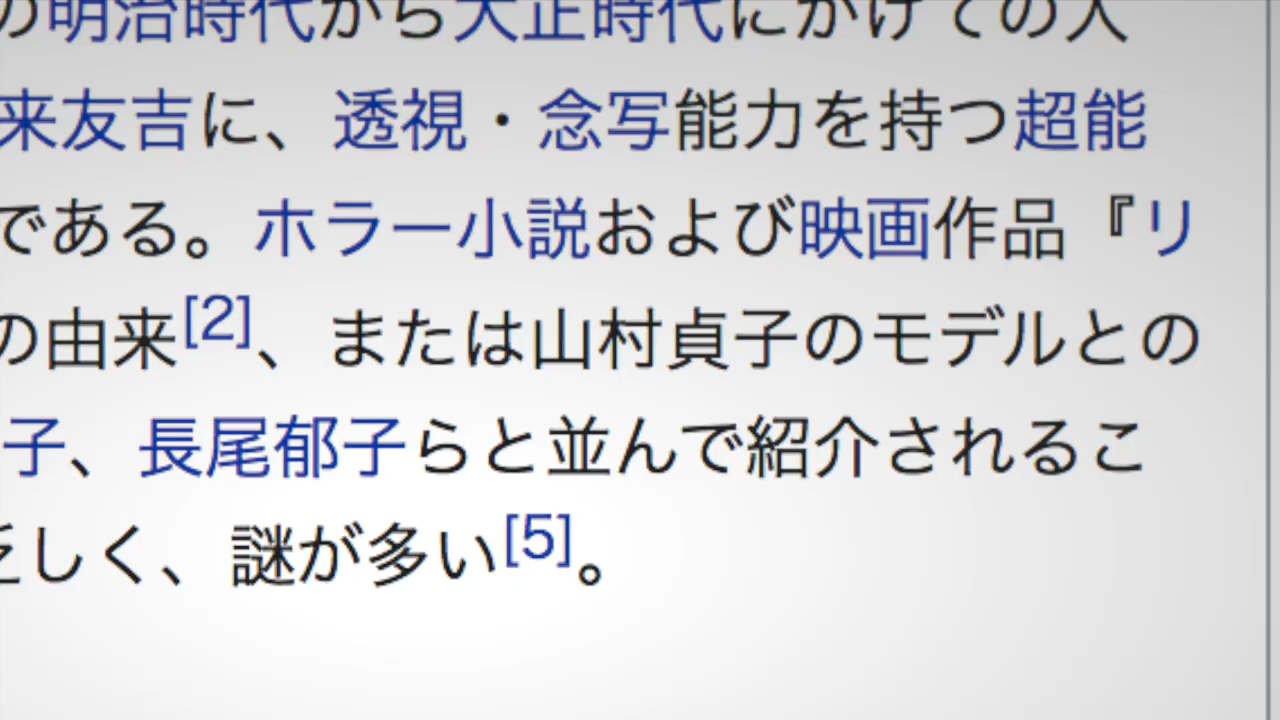 の明治時代から大正時代にかけての人
来友吉に、透視・念写能力を持つ超能
である。ホラー小説および映画作品『リ
の由来[2]、または山村貞子のモデルとの
子、長尾郁子らと並んで紹介されるこ
乏しく、謎が多い[5]。